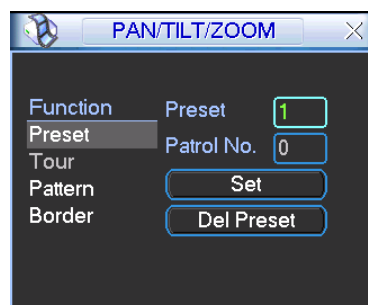 PAN/TILT/ZOOM
Function
Preset
Tour
Pattern
Border
Preset 1
Patrol No. 0
Set
Del Preset